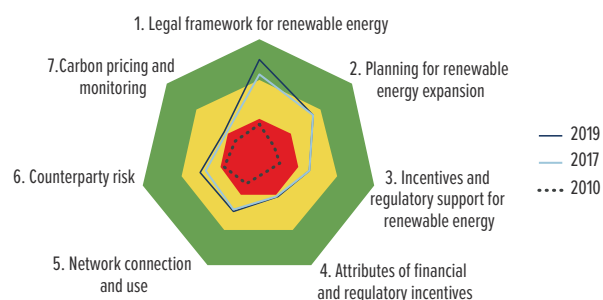 1. Legal framework for renewable energy
7.Carbon pricing and
monitoring
2. Planning for renewable
energy expansion
2019
2017
2010
6. Counterparty risk
3. Incentives and
regulatory support for
renewable energy
5. Network connection
and use
4. Attributes of financial
and regulatory incentives